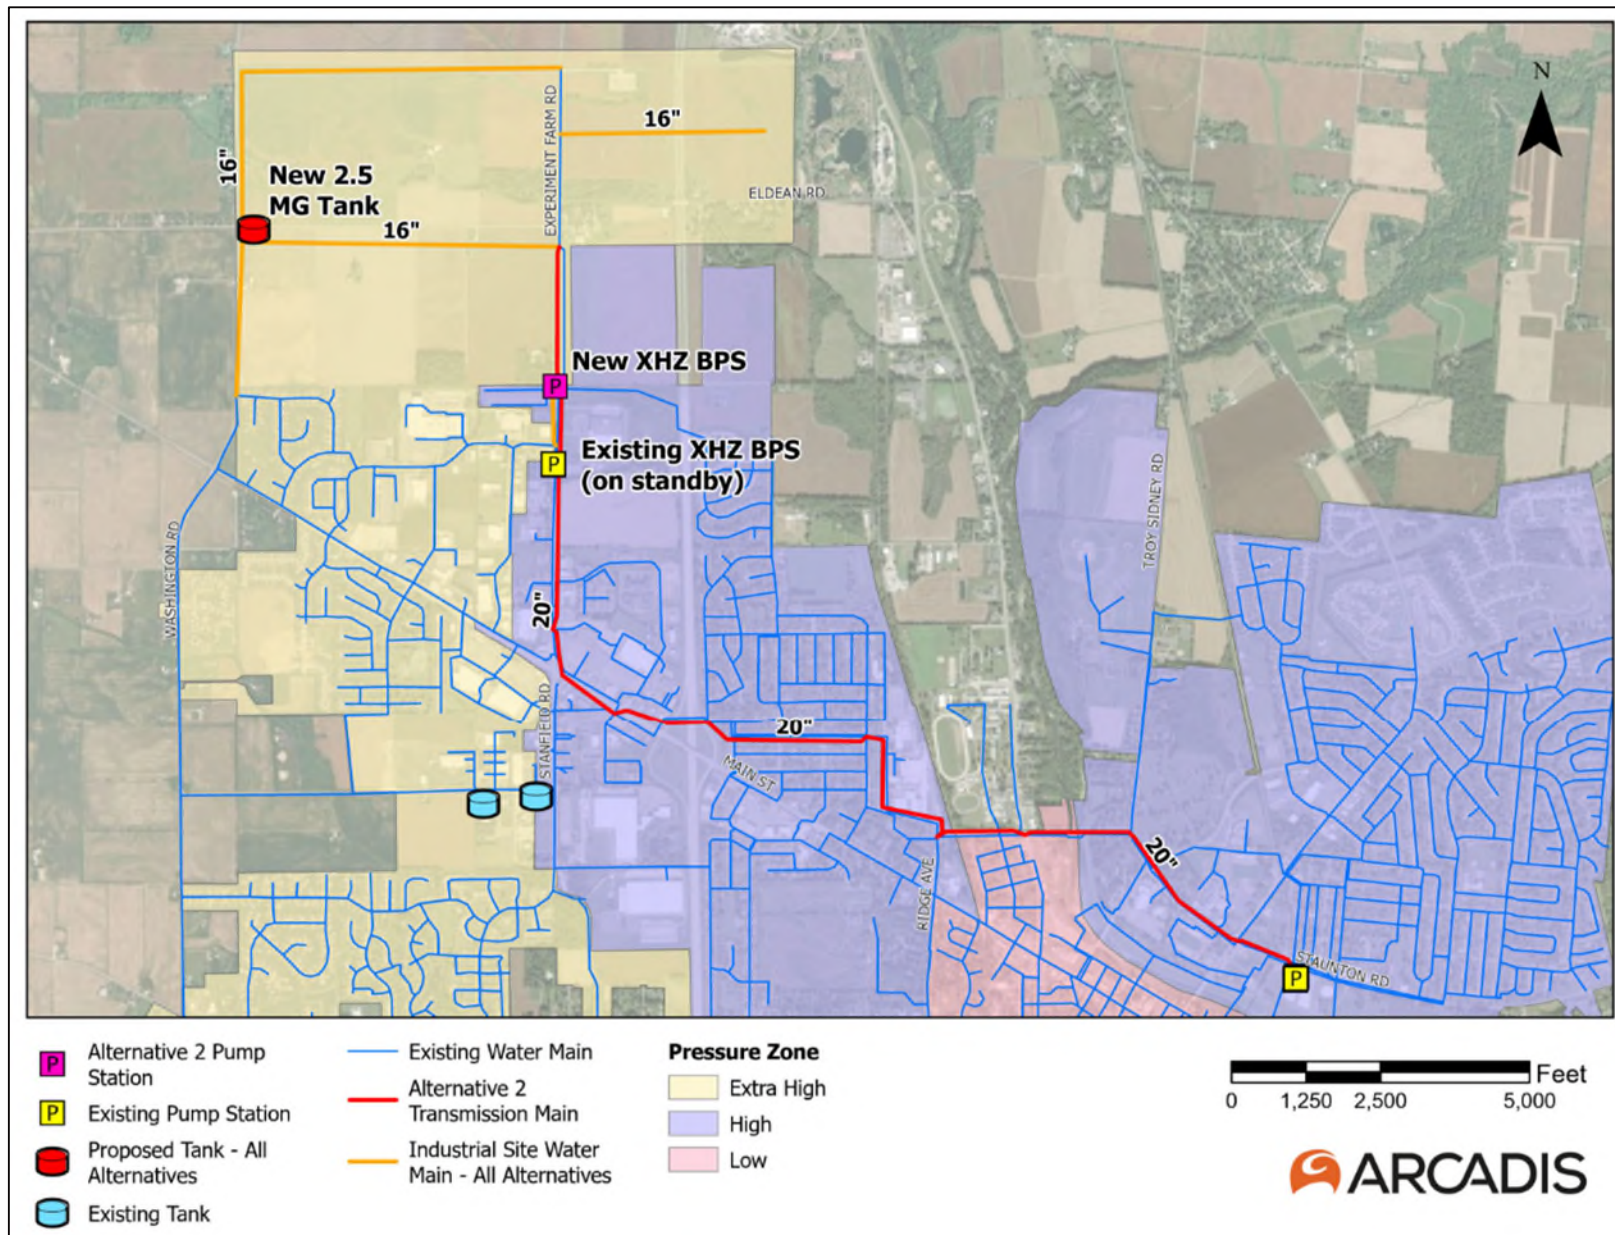 N
16"
EXPERIMENT FARM RD
16"
New 2.5
MG Tank
ELDEAN RD
16"
New XHZ BPS
P
Existing XHZ BPS
(on standby)
P
TROY SIDNEY RD
WASHINGTON RD
20"
STANFIELD RD
20"
MAIN ST
20"
RIDGE AVE
STAUNTON RD
P
P
Alternative 2 Pump
Station
P
Existing Pump Station
Proposed Tank - All
Alternatives
Existing Tank
Existing Water Main
Alternative 2
Transmission Main
Industrial Site Water
Main - All Alternatives
Pressure Zone
Extra High
High
Low
Feet
0 1,250 2,500 5,000
ARCADIS